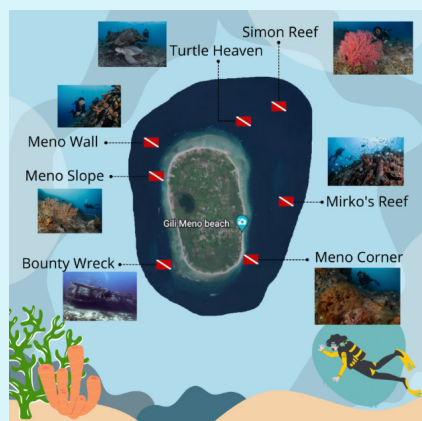 Simon Reef
Turtle Heaven
Meno Wall
Meno Slope
Mirko's Reef
Gili Meno beach
Bounty Wreck
Meno Corner